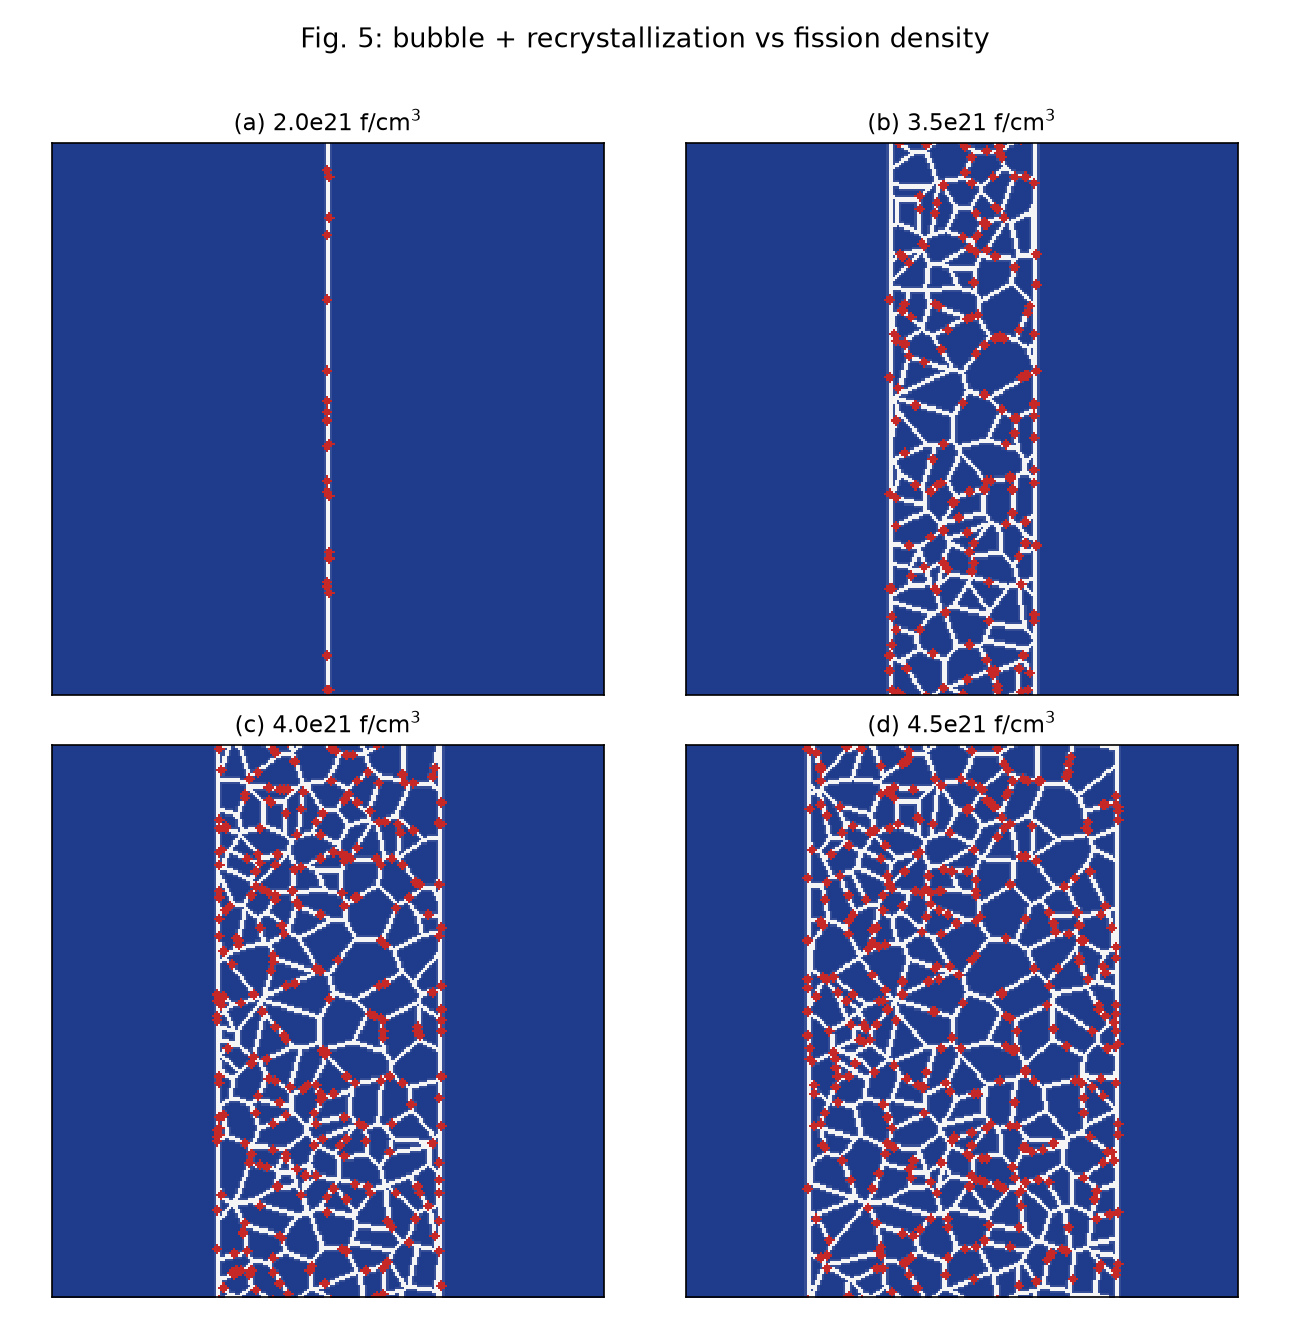 Fig. 5: bubble + recrystallization vs fission density
(a) 2.0e21 f/cm³
(b) 3.5e21 f/cm³
(c) 4.0e21 f/cm³
(d) 4.5e21 f/cm³